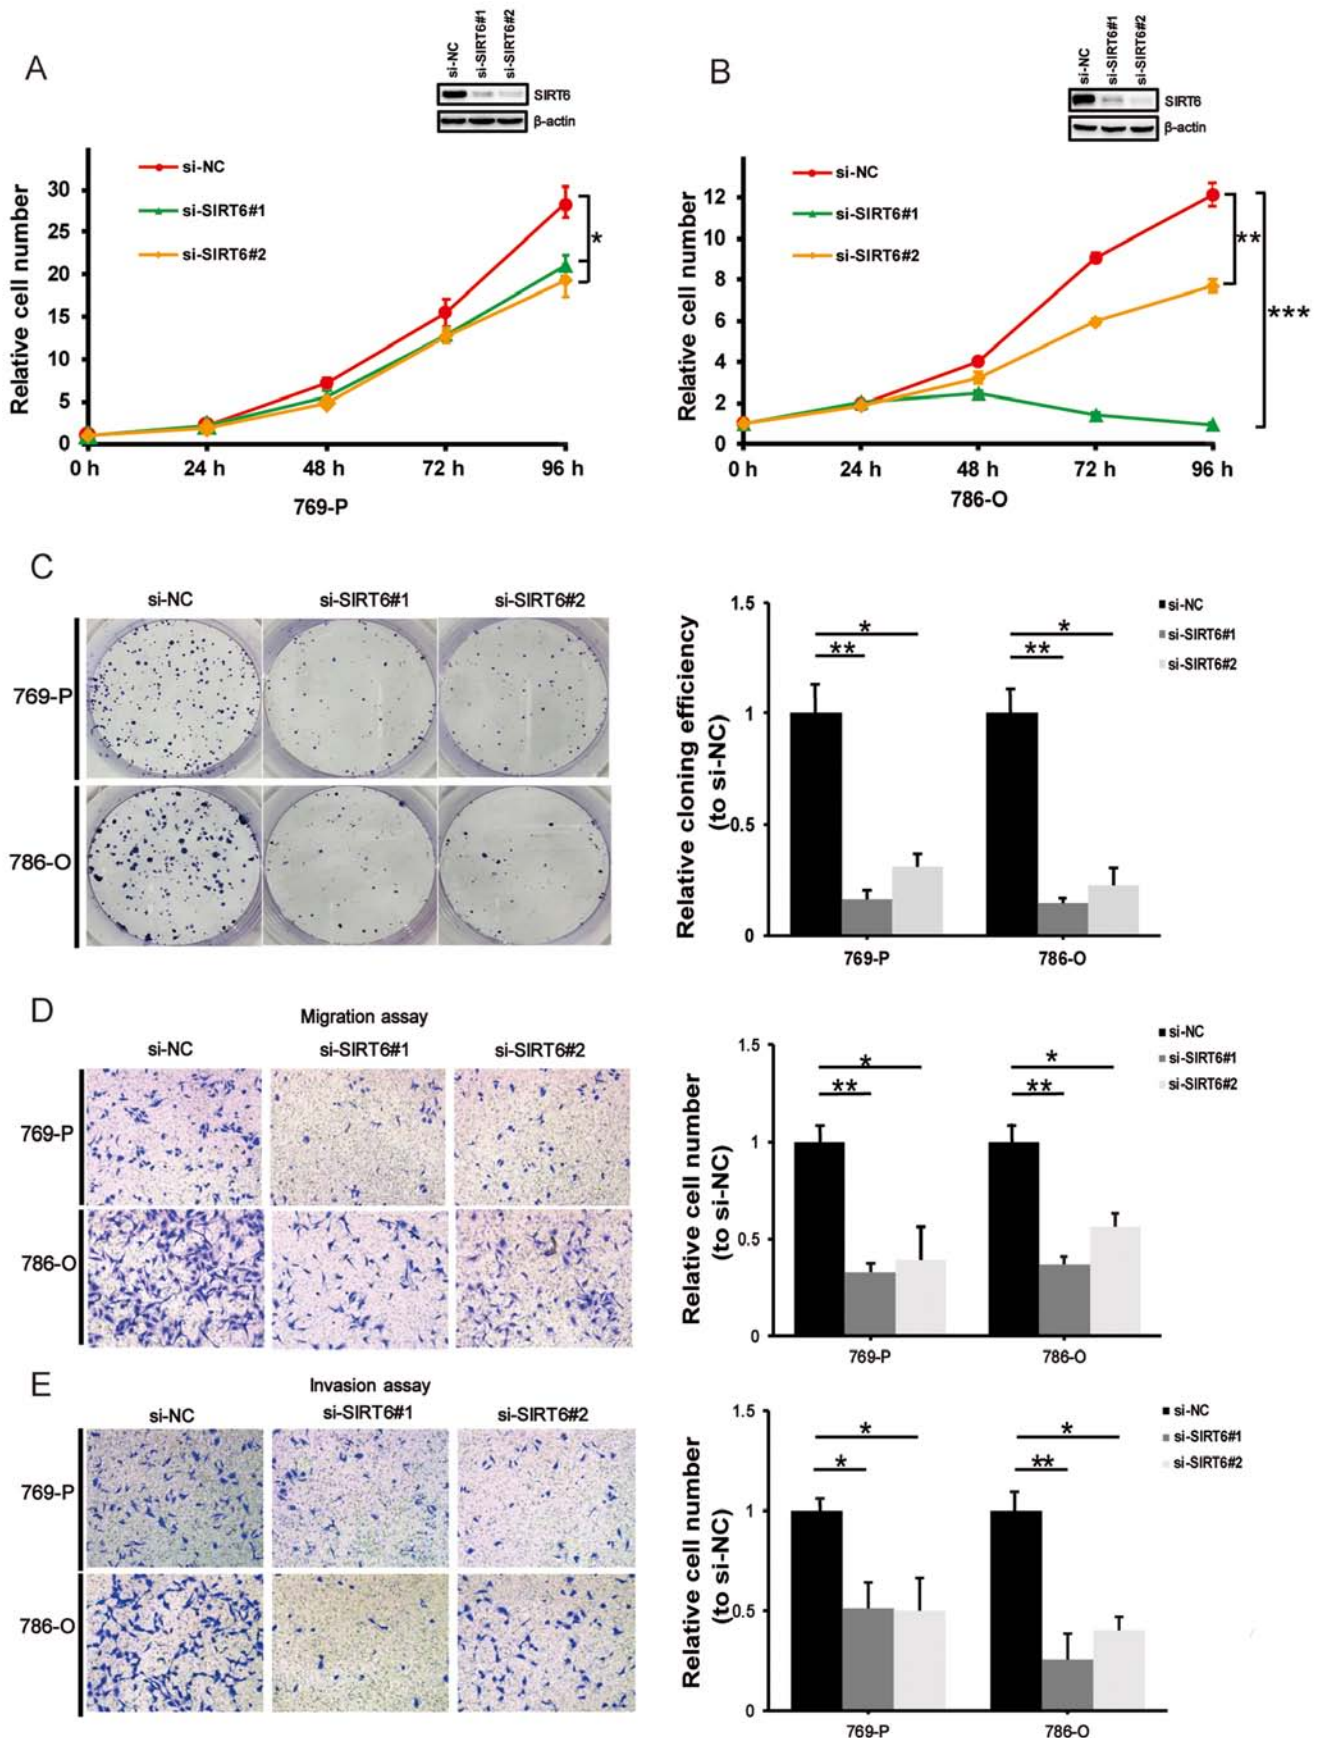 A
si-NC
si-SIRT6#1
si-SIRT6#2
SIRT6
β-actin
si-NC
si-SIRT6#1
si-SIRT6#2
Relative cell number
30
25
20
15
10
5
0
*
0 h
24 h
48 h
72 h
96 h
769-P
B
si-NC
si-SIRT6#1
si-SIRT6#2
SIRT6
β-actin
si-NC
si-SIRT6#1
si-SIRT6#2
Relative cell number
12
10
8
6
4
2
0
**
***
0 h
24 h
48 h
72 h
96 h
786-O
C
si-NC
si-SIRT6#1
si-SIRT6#2
769-P
786-O
Relative cloning efficiency
(to si-NC)
1.5
1
0.5
0
*
**
*
**
si-NC
si-SIRT6#1
si-SIRT6#2
769-P
786-O
D
Migration assay
si-NC
si-SIRT6#1
si-SIRT6#2
769-P
786-O
Relative cell number
(to si-NC)
1.5
1
0.5
0
*
**
*
**
si-NC
si-SIRT6#1
si-SIRT6#2
769-P
786-O
E
Invasion assay
si-NC
si-SIRT6#1
si-SIRT6#2
769-P
786-O
Relative cell number
(to si-NC)
1.5
1
0.5
0
*
*
*
**
si-NC
si-SIRT6#1
si-SIRT6#2
769-P
786-O